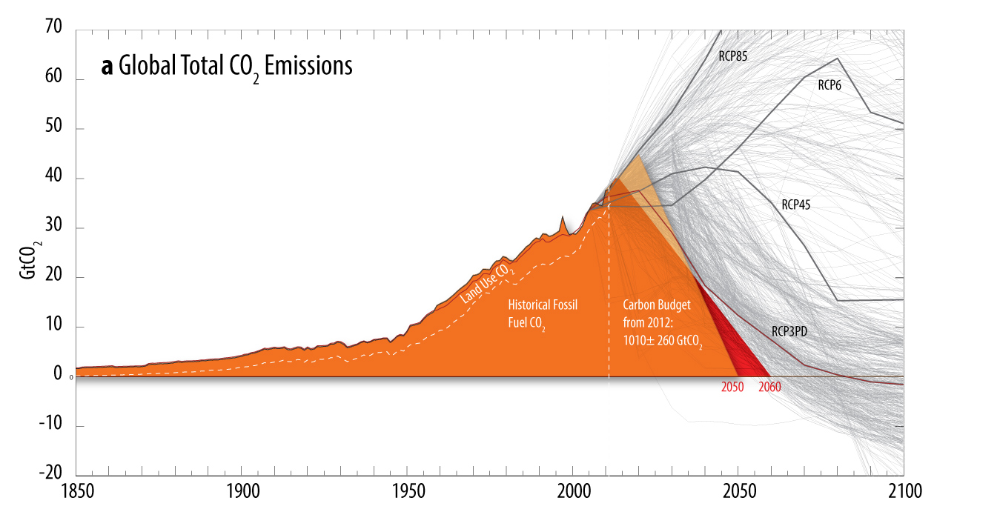 a Global Total CO2 Emissions
GtCO2
70
60
50
40
30
20
10
0
0
-10
-20
1850
1900
1950
2000
2050
2100
RCP85
RCP6
RCP45
RCP3PD
Land Use CO2
Historical Fossil
Fuel CO2
Carbon Budget
from 2012:
1010± 260 GtCO2
2050
2060